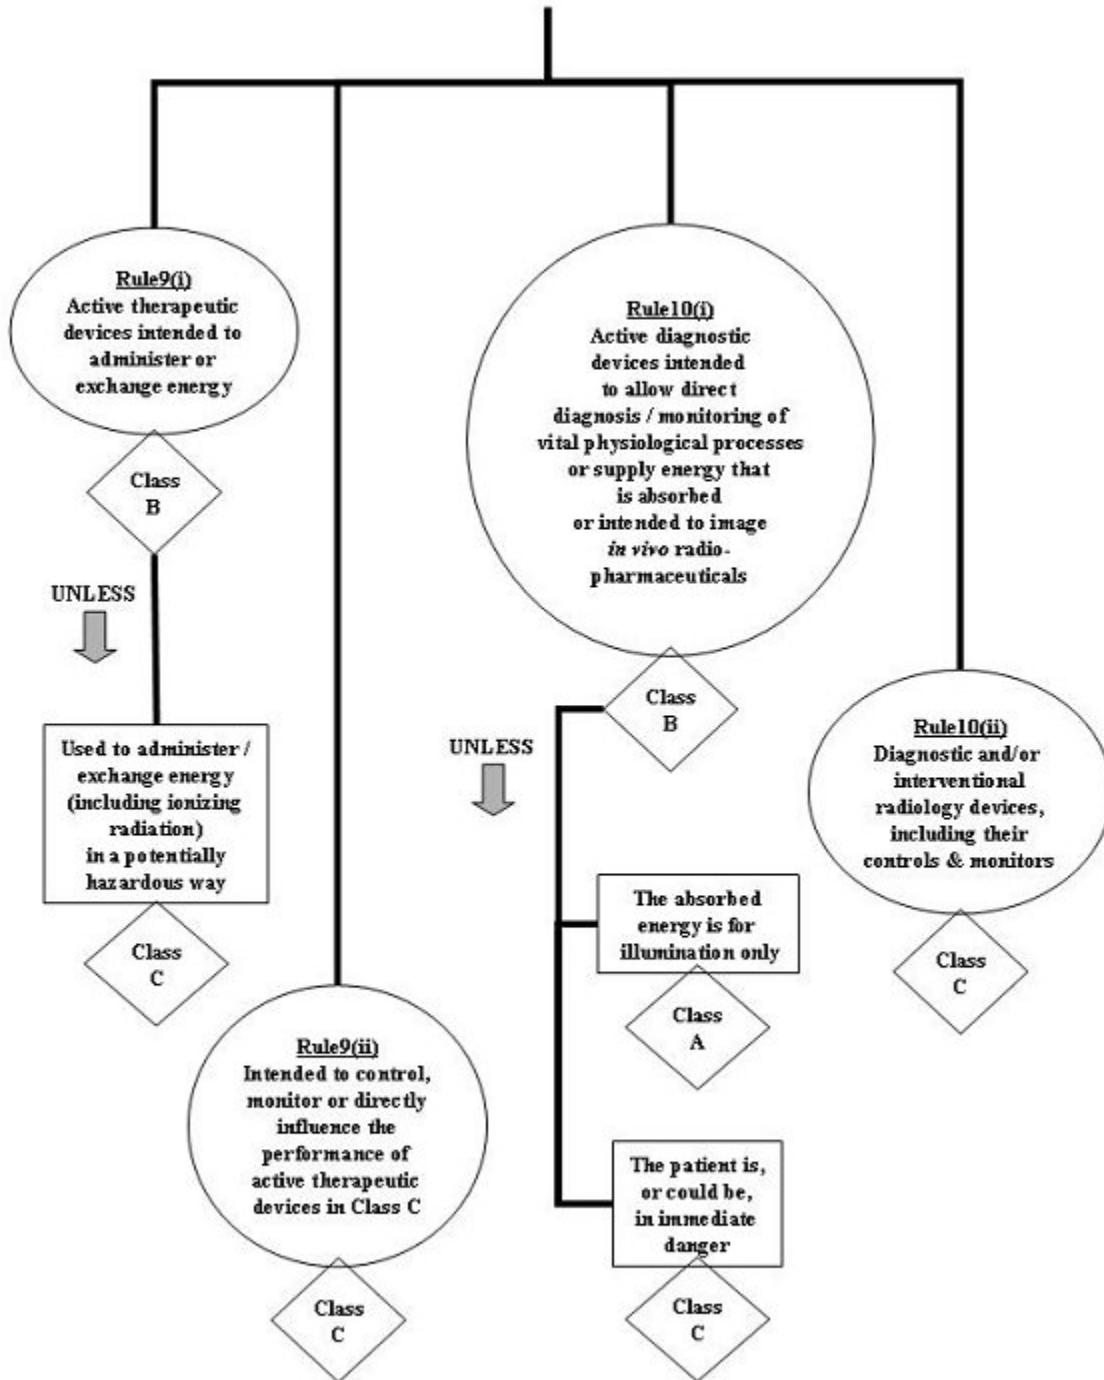 Rule9(i)
Active therapeutic
devices intended to
administer or
exchange energy
Class
B
UNLESS
Used to administer /
exchange energy
(including ionizing
radiation)
in a potentially
hazardous way
Class
C
Rule9(ii)
Intended to control,
monitor or directly
influence the
performance of
active therapeutic
devices in Class C
Class
C
Rule10(i)
Active diagnostic
devices intended
to allow direct
diagnosis / monitoring of
vital physiological processes
or supply energy that
is absorbed
or intended to image
in vivo radio-
pharmaceuticals
Class
B
UNLESS
The absorbed
energy is for
illumination only
Class
A
The patient is,
or could be,
in immediate
danger
Class
C
Rule10(ii)
Diagnostic and/or
interventional
radiology devices,
including their
controls & monitors
Class
C